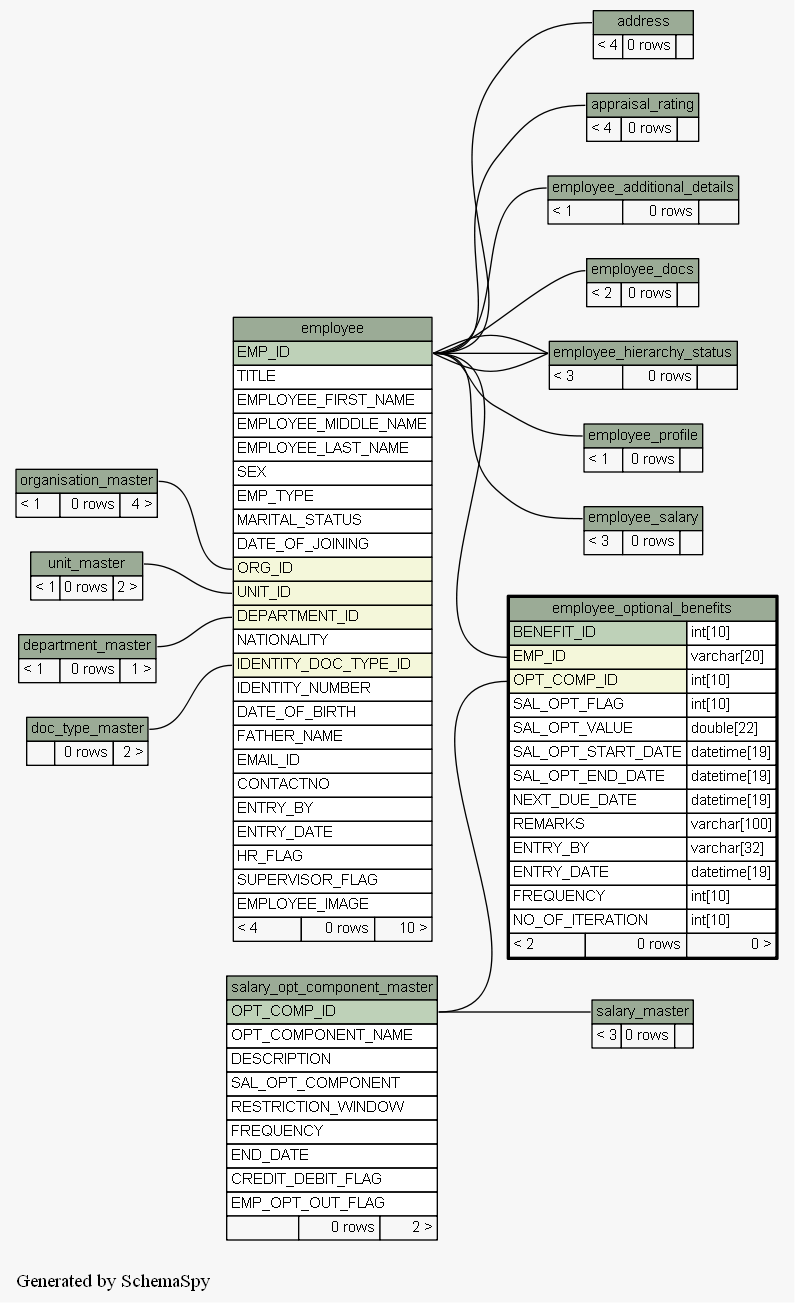 address
< 4 0 rows
appraisal_rating
< 4 0 rows
employee_additional_details
< 1 0 rows
employee_docs
< 2 0 rows
employee_hierarchy_status
< 3 0 rows
employee_profile
< 1 0 rows
employee_salary
< 3 0 rows
employee
EMP_ID
TITLE
EMPLOYEE_FIRST_NAME
EMPLOYEE_MIDDLE_NAME
EMPLOYEE_LAST_NAME
SEX
EMP_TYPE
MARITAL_STATUS
DATE_OF_JOINING
ORG_ID
UNIT_ID
DEPARTMENT_ID
NATIONALITY
IDENTITY_DOC_TYPE_ID
IDENTITY_NUMBER
DATE_OF_BIRTH
FATHER_NAME
EMAIL_ID
CONTACTNO
ENTRY_BY
ENTRY_DATE
HR_FLAG
SUPERVISOR_FLAG
EMPLOYEE_IMAGE
< 4 0 rows 10 >
organisation_master
< 1 0 rows 4 >
unit_master
< 1 0 rows 2 >
department_master
< 1 0 rows 1 >
doc_type_master
0 rows 2 >
employee_optional_benefits
BENEFIT_ID int[10]
EMP_ID varchar[20]
OPT_COMP_ID int[10]
SAL_OPT_FLAG int[10]
SAL_OPT_VALUE double[22]
SAL_OPT_START_DATE datetime[19]
SAL_OPT_END_DATE datetime[19]
NEXT_DUE_DATE datetime[19]
REMARKS varchar[100]
ENTRY_BY varchar[32]
ENTRY_DATE datetime[19]
FREQUENCY int[10]
NO_OF_ITERATION int[10]
< 2 0 rows 0 >
salary_opt_component_master
OPT_COMP_ID
OPT_COMPONENT_NAME
DESCRIPTION
SAL_OPT_COMPONENT
RESTRICTION_WINDOW
FREQUENCY
END_DATE
CREDIT_DEBIT_FLAG
EMP_OPT_OUT_FLAG
0 rows 2 >
salary_master
< 3 0 rows
Generated by SchemaSpy